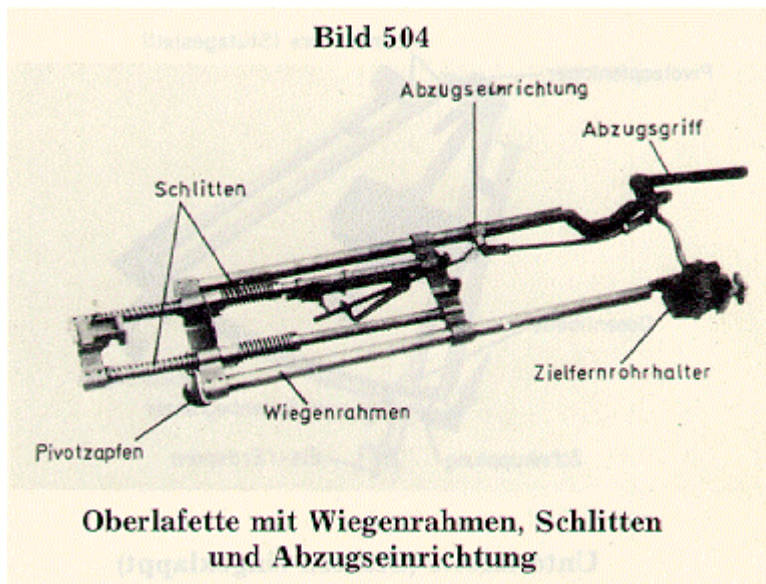 Bild 504
Abzugseinrichtung
Abzugsgriff
Schlitten
Zielfernrohrhalter
Wiegenrahmen
Pivotzapfen
Oberlafette mit Wiegenrahmen, Schlitten
und Abzugseinrichtung